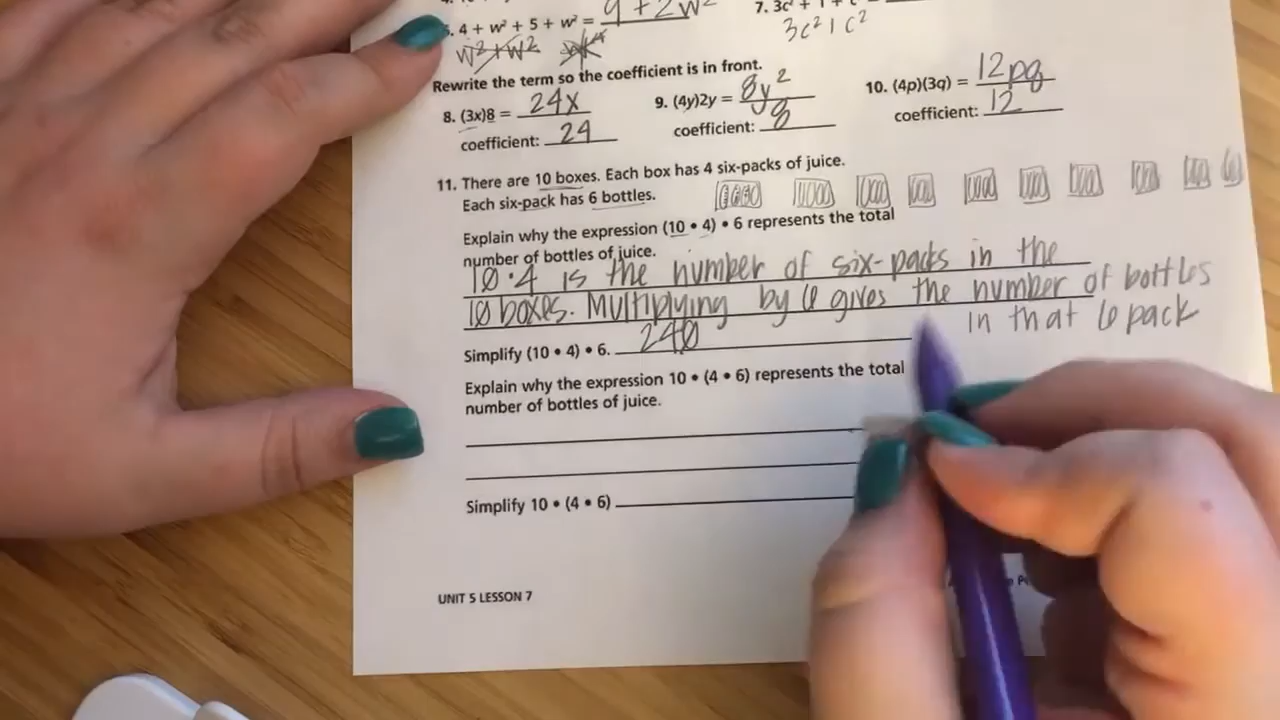 5. 4 + w² + 5 + w² = 9 + 2w²
7. 3c² + 1 +
w² + w²
3c² 1 c²
Rewrite the term so the coefficient is in front.
8. (3x)8 = 24x
9. (4y)2y = 8y²
10. (4p)(3q) = 12pq
coefficient: 24
coefficient: 8
coefficient: 12
11. There are 10 boxes. Each box has 4 six-packs of juice.
Each six-pack has 6 bottles.
Explain why the expression (10 • 4) • 6 represents the total
number of bottles of juice.
10·4 is the number of six-packs in the
10 boxes. Multiplying by 6 gives the number of bottles
in that 6 pack
Simplify (10 • 4) • 6. 240
Explain why the expression 10 • (4 • 6) represents the total
number of bottles of juice.
Simplify 10 • (4 • 6)
UNIT 5 LESSON 7